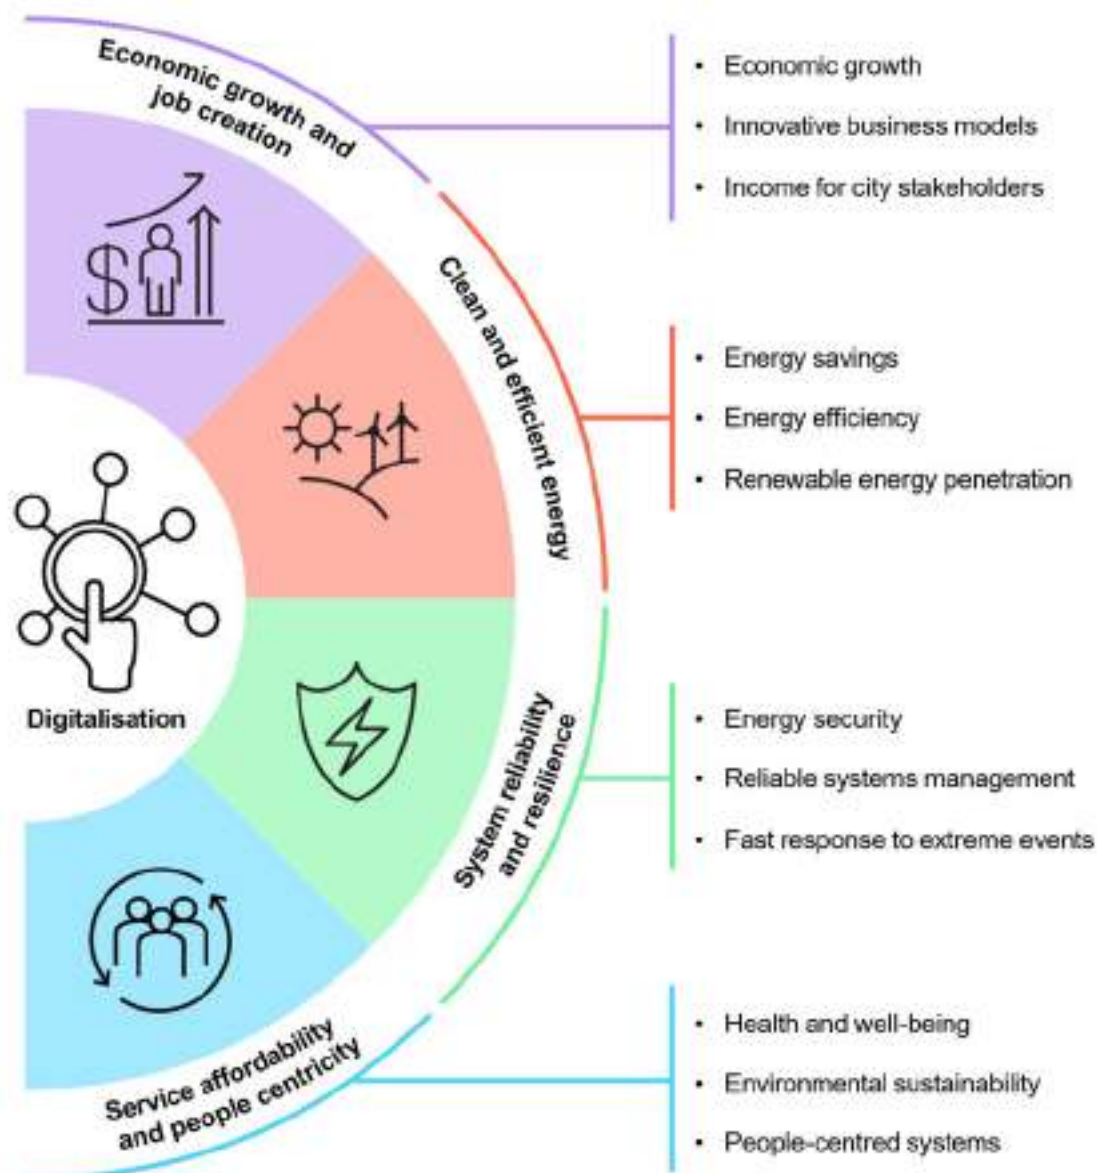 Economic growth and
job creation
• Economic growth
• Innovative business models
• Income for city stakeholders
Clean and efficient energy
• Energy savings
• Energy efficiency
• Renewable energy penetration
Digitalisation
System reliability
and resilience
• Energy security
• Reliable systems management
• Fast response to extreme events
Service affordability
and people centricity
• Health and well-being
• Environmental sustainability
• People-centred systems